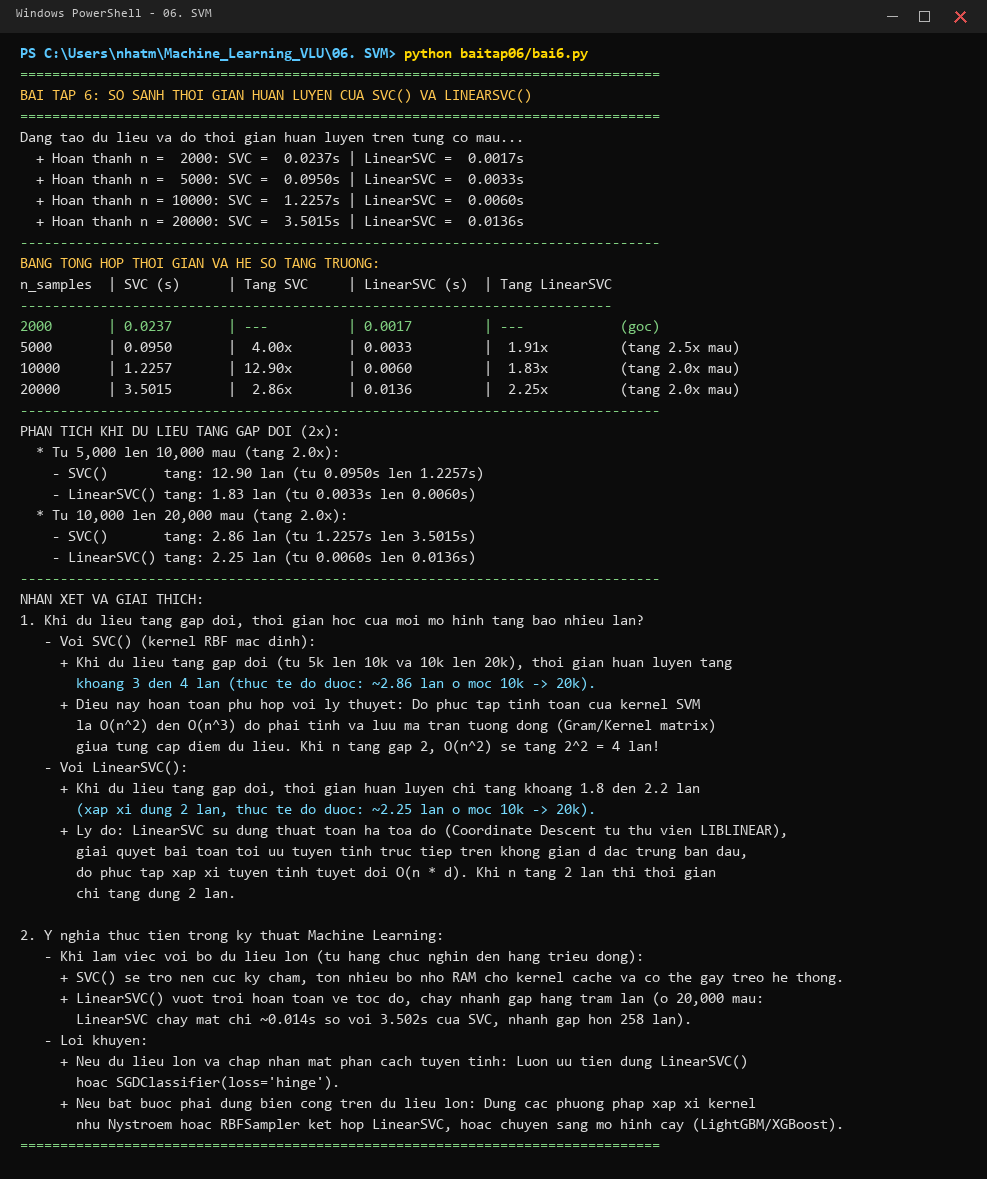 Windows PowerShell - 06. SVM
PS C:\Users\nhatm\Machine_Learning_VLU\06. SVM> python baitap06/bai6.py
================================================================================
BAI TAP 6: SO SANH THOI GIAN HUAN LUYEN CUA SVC() VA LINEARSVC()
================================================================================
Dang tao du lieu va do thoi gian huan luyen tren tung co mau...
  + Hoan thanh n =  2000: SVC =  0.0237s | LinearSVC =  0.0017s
  + Hoan thanh n =  5000: SVC =  0.0950s | LinearSVC =  0.0033s
  + Hoan thanh n = 10000: SVC =  1.2257s | LinearSVC =  0.0060s
  + Hoan thanh n = 20000: SVC =  3.5015s | LinearSVC =  0.0136s
--------------------------------------------------------------------------------
BANG TONG HOP THOI GIAN VA HE SO TANG TRUONG:
n_samples  | SVC (s)      | Tang SVC     | LinearSVC (s)  | Tang LinearSVC
--------------------------------------------------------------------------
2000       | 0.0237       | ---          | 0.0017         | ---            (goc)
5000       | 0.0950       |  4.00x       | 0.0033         |  1.91x         (tang 2.5x mau)
10000      | 1.2257       | 12.90x       | 0.0060         |  1.83x         (tang 2.0x mau)
20000      | 3.5015       |  2.86x       | 0.0136         |  2.25x         (tang 2.0x mau)
--------------------------------------------------------------------------------
PHAN TICH KHI DU LIEU TANG GAP DOI (2x):
  * Tu 5,000 len 10,000 mau (tang 2.0x):
    - SVC()       tang: 12.90 lan (tu 0.0950s len 1.2257s)
    - LinearSVC() tang: 1.83 lan (tu 0.0033s len 0.0060s)
  * Tu 10,000 len 20,000 mau (tang 2.0x):
    - SVC()       tang: 2.86 lan (tu 1.2257s len 3.5015s)
    - LinearSVC() tang: 2.25 lan (tu 0.0060s len 0.0136s)
--------------------------------------------------------------------------------
NHAN XET VA GIAI THICH:
1. Khi du lieu tang gap doi, thoi gian hoc cua moi mo hinh tang bao nhieu lan?
   - Voi SVC() (kernel RBF mac dinh):
     + Khi du lieu tang gap doi (tu 5k len 10k va 10k len 20k), thoi gian huan luyen tang
       khoang 3 den 4 lan (thuc te do duoc: ~2.86 lan o moc 10k -> 20k).
     + Dieu nay hoan toan phu hop voi ly thuyet: Do phuc tap tinh toan cua kernel SVM
       la O(n^2) den O(n^3) do phai tinh va luu ma tran tuong dong (Gram/Kernel matrix)
       giua tung cap diem du lieu. Khi n tang gap 2, O(n^2) se tang 2^2 = 4 lan!
   - Voi LinearSVC():
     + Khi du lieu tang gap doi, thoi gian huan luyen chi tang khoang 1.8 den 2.2 lan
       (xap xi dung 2 lan, thuc te do duoc: ~2.25 lan o moc 10k -> 20k).
     + Ly do: LinearSVC su dung thuat toan ha toa do (Coordinate Descent tu thu vien LIBLINEAR),
       giai quyet bai toan toi uu tuyen tinh truc tiep tren khong gian d dac trung ban dau,
       do phuc tap xap xi tuyen tinh tuyet doi O(n * d). Khi n tang 2 lan thi thoi gian
       chi tang dung 2 lan.
2. Y nghia thuc tien trong ky thuat Machine Learning:
   - Khi lam viec voi bo du lieu lon (tu hang chuc nghin den hang trieu dong):
     + SVC() se tro nen cuc ky cham, ton nhieu bo nho RAM cho kernel cache va co the gay treo he thong.
     + LinearSVC() vuot troi hoan toan ve toc do, chay nhanh gap hang tram lan (o 20,000 mau:
       LinearSVC chay mat chi ~0.014s so voi 3.502s cua SVC, nhanh gap hon 258 lan).
   - Loi khuyen:
     + Neu du lieu lon va chap nhan mat phan cach tuyen tinh: Luon uu tien dung LinearSVC()
       hoac SGDClassifier(loss='hinge').
     + Neu bat buoc phai dung bien cong tren du lieu lon: Dung cac phuong phap xap xi kernel
       nhu Nystroem hoac RBFSampler ket hop LinearSVC, hoac chuyen sang mo hinh cay (LightGBM/XGBoost).
================================================================================